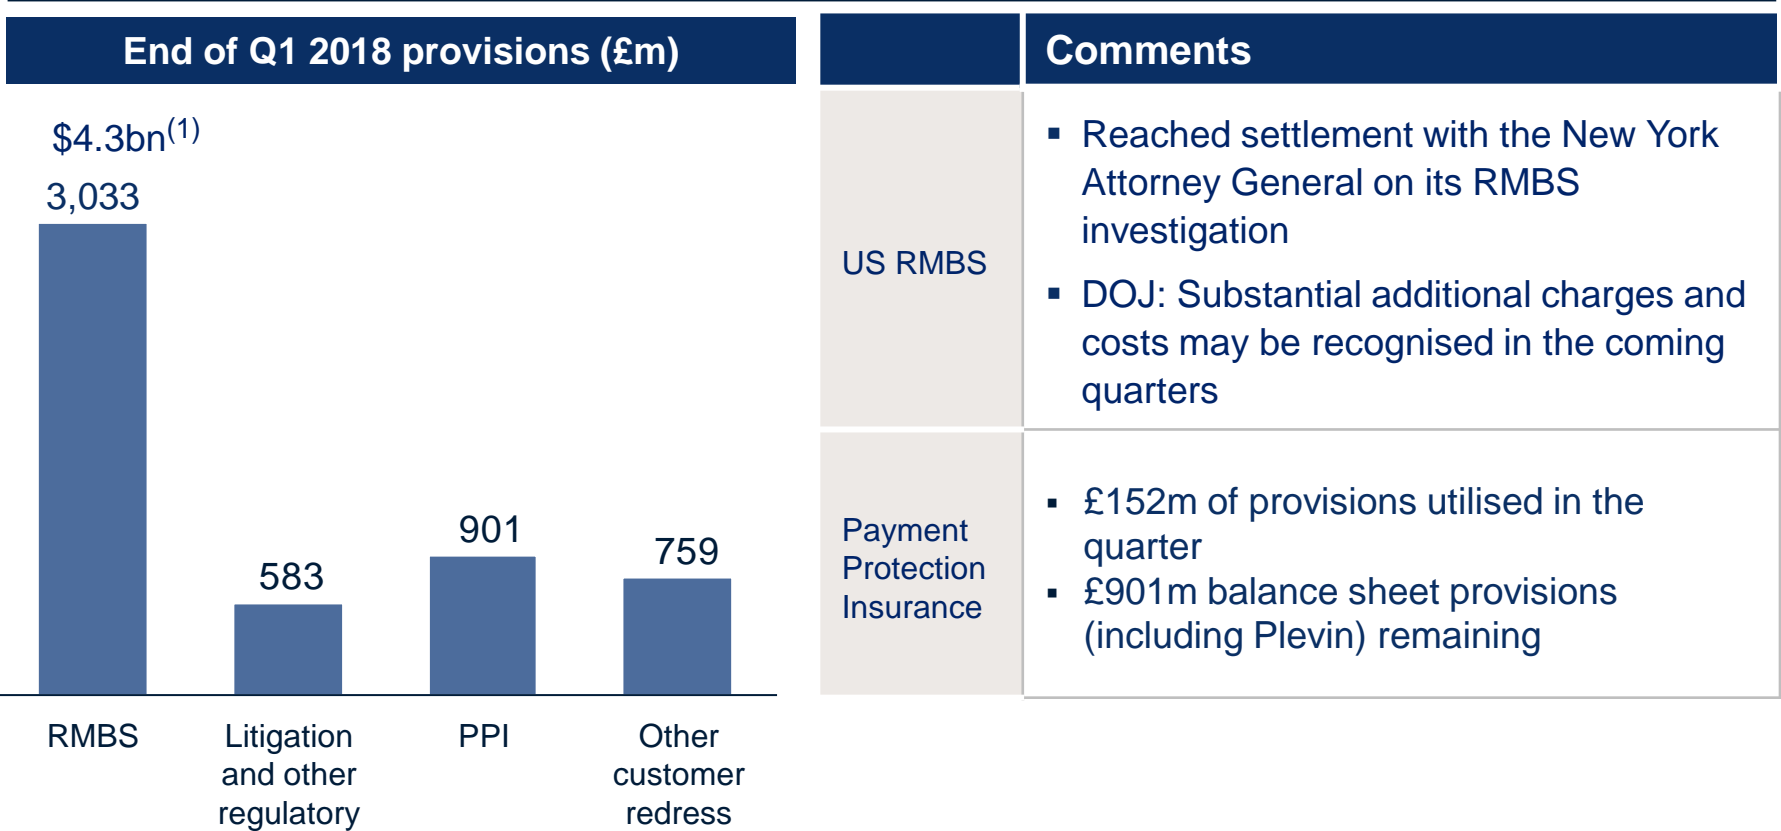 End of Q1 2018 provisions (£m)
$4.3bn(1)
3,033
583
901
759
RMBS
Litigation
and other
regulatory
PPI
Other
customer
redress
Comments
US RMBS
▪ Reached settlement with the New York
Attorney General on its RMBS
investigation
▪ DOJ: Substantial additional charges and
costs may be recognised in the coming
quarters
Payment
Protection
Insurance
▪ £152m of provisions utilised in the
quarter
▪ £901m balance sheet provisions
(including Plevin) remaining